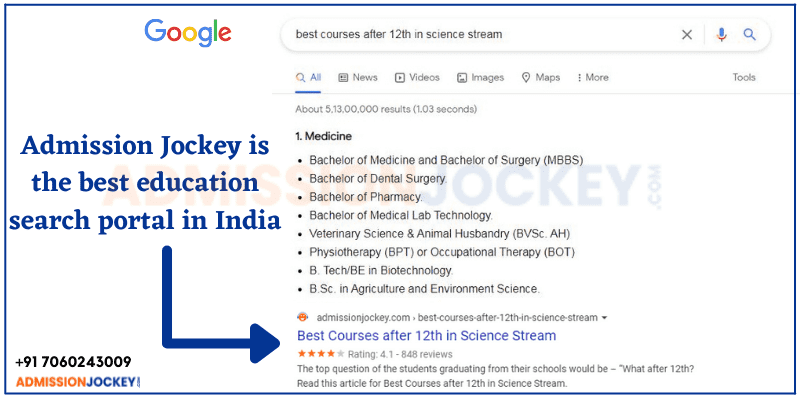 Google
best courses after 12th in science stream
All News Videos Images Maps More Tools
About 5,13,00,000 results (1.03 seconds)
Admission Jockey is
the best education
search portal in India
1. Medicine
• Bachelor of Medicine and Bachelor of Surgery (MBBS)
• Bachelor of Dental Surgery.
• Bachelor of Pharmacy.
• Bachelor of Medical Lab Technology.
• Veterinary Science & Animal Husbandry (BVSc. AH)
• Physiotherapy (BPT) or Occupational Therapy (BOT)
• B. Tech/BE in Biotechnology.
• B.Sc. in Agriculture and Environment Science.
ADMISSIONJOCKEY.COM
admissionjockey.com › best-courses-after-12th-in-science-stream
Best Courses after 12th in Science Stream
Rating: 4.1 - 848 reviews
The top question of the students graduating from their schools would be – "What after 12th?
Read this article for Best Courses after 12th in Science Stream.
+91 7060243009
ADMISSIONJOCKEY.COM